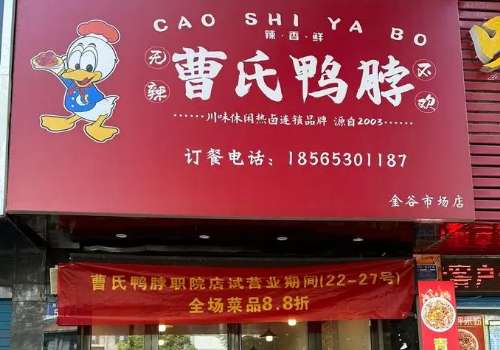 CAO SHI YA BO
辣·香·鲜
无辣不欢
曹氏鸭脖
川味休闲热卤连锁品牌 源自2003
订餐电话：18565301187
金谷市场店
曹氏鸭脖职院店试营业期间(22-27号)
全场菜品8.8折
客户